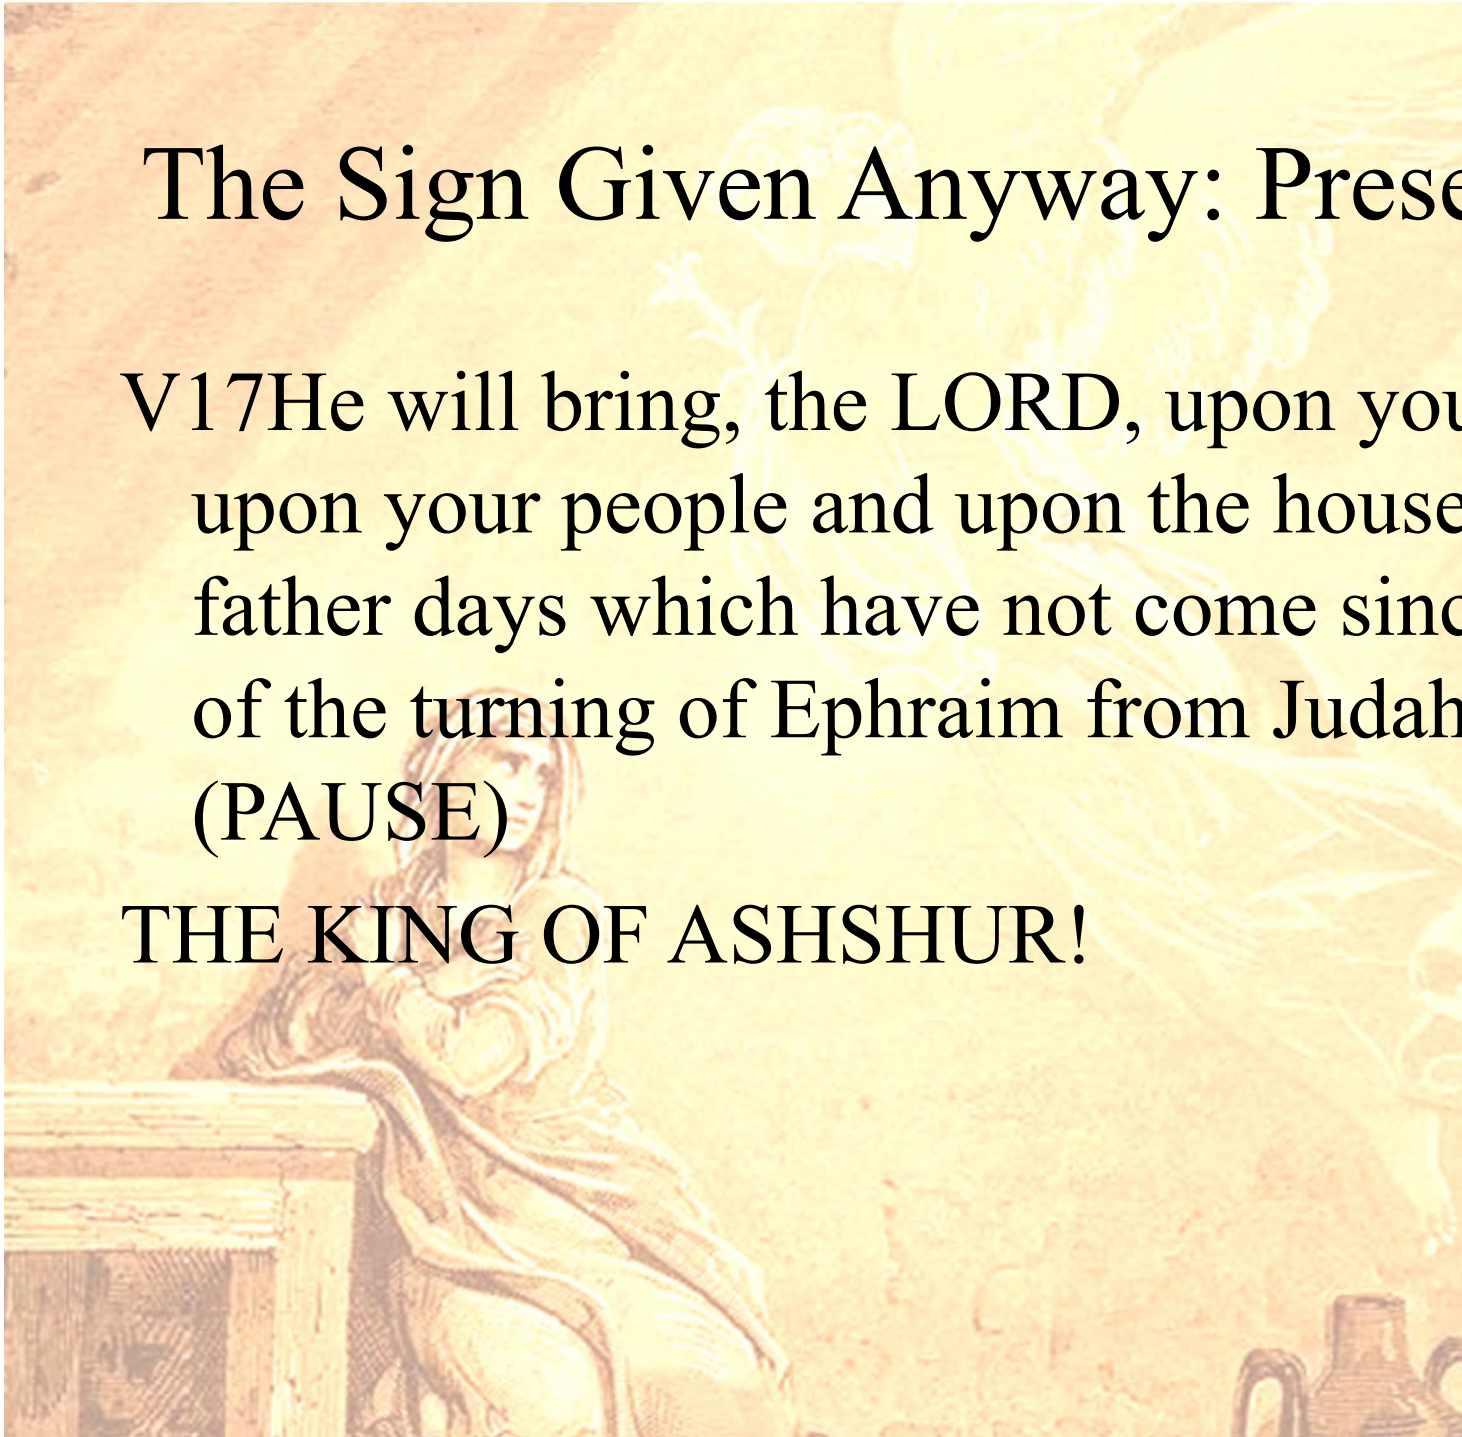 The Sign Given Anyway: Prese
V17He will bring, the LORD, upon you
upon your people and upon the house
father days which have not come sinc
of the turning of Ephraim from Judah
(PAUSE)
THE KING OF ASHSHUR!